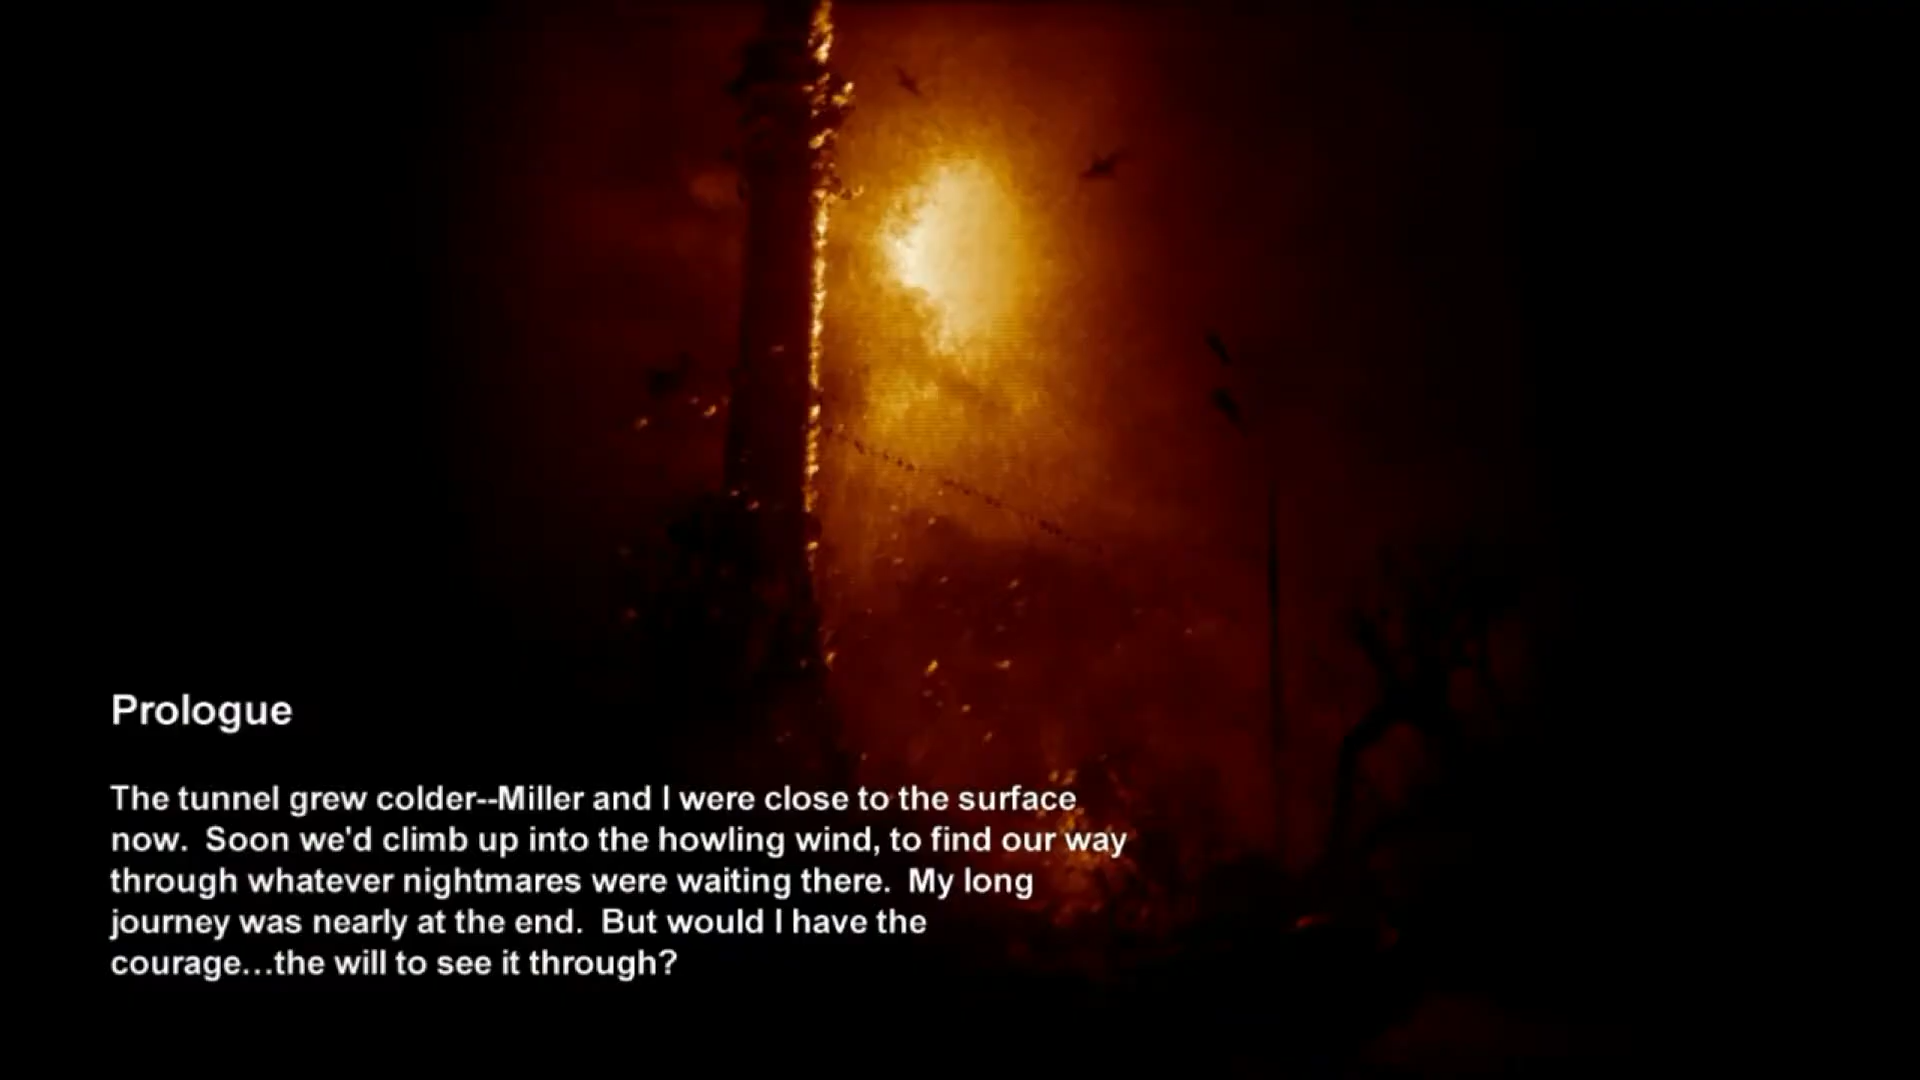 Prologue
The tunnel grew colder--Miller and I were close to the surface
now.  Soon we'd climb up into the howling wind, to find our way
through whatever nightmares were waiting there.  My long
journey was nearly at the end.  But would I have the
courage...the will to see it through?